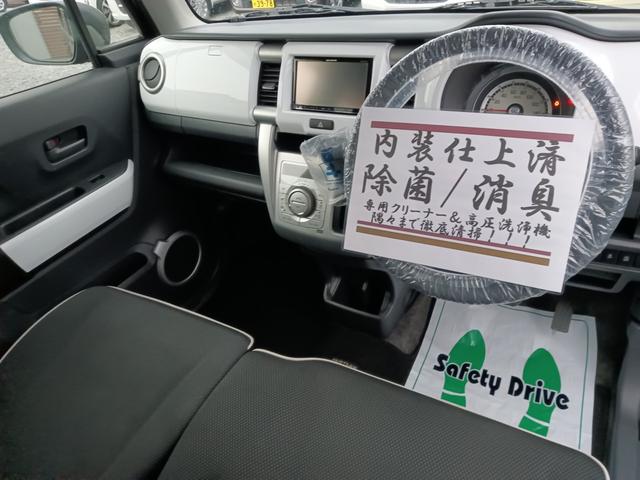 内装仕上済
除菌/消臭
専用クリーナー&高圧洗浄機
隅々まで徹底清掃！！！
Safety Drive